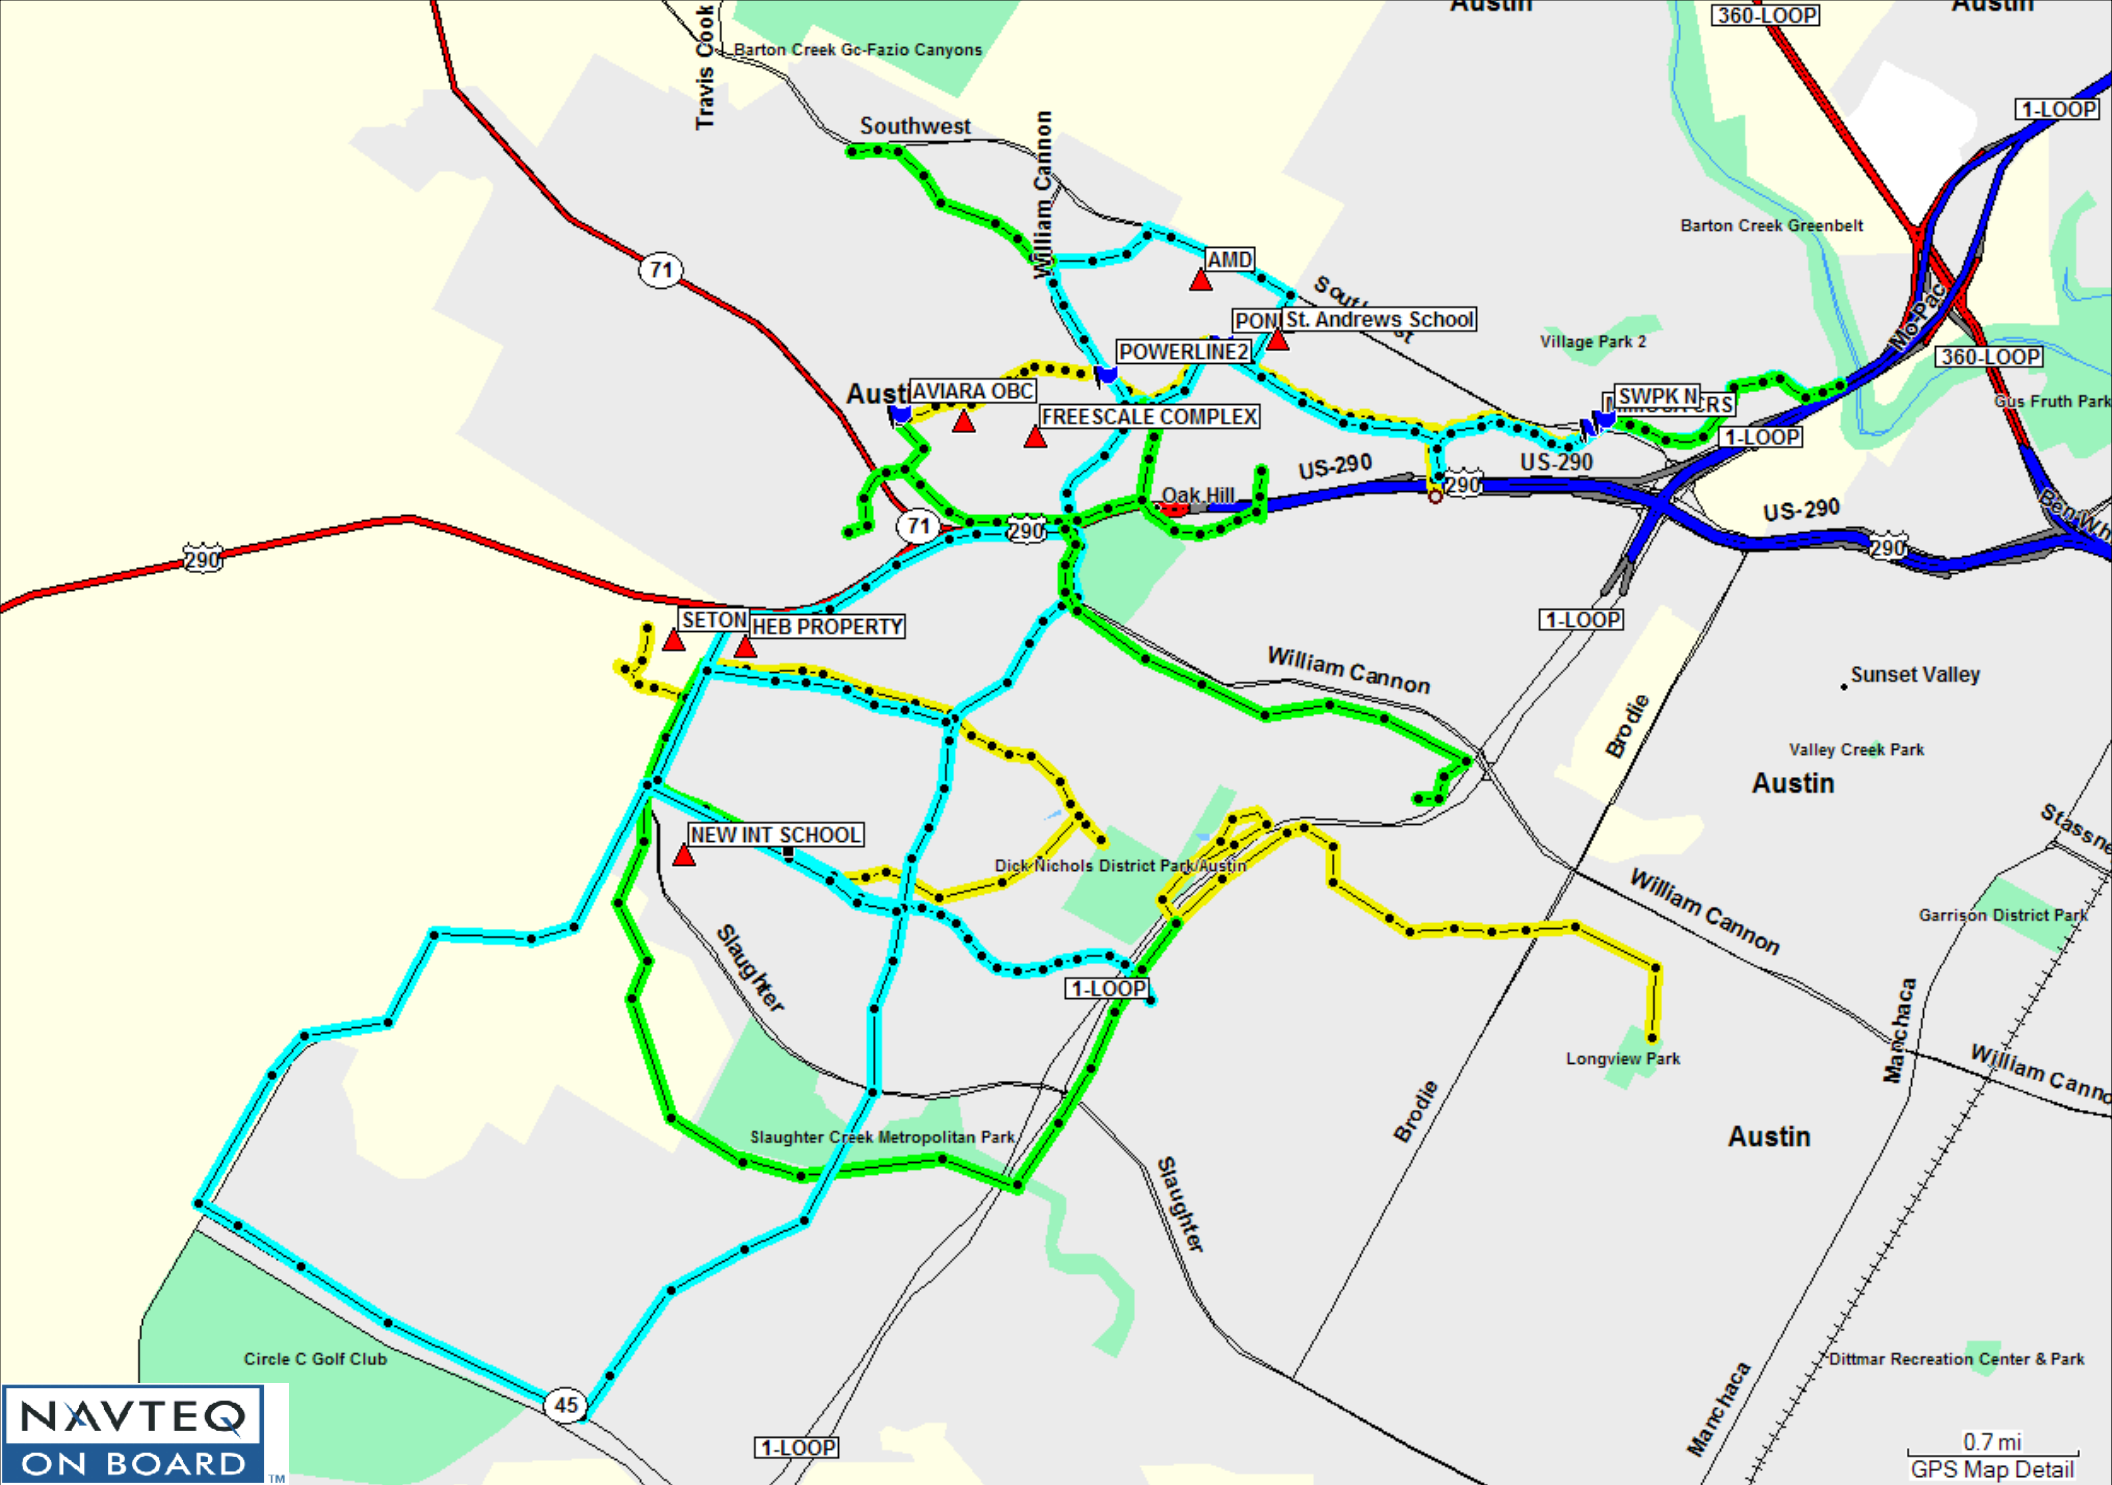 Austin
360-LOOP
Austin
Travis Cook
Barton Creek Gc-Fazio Canyons
1-LOOP
Southwest
William Cannon
Barton Creek Greenbelt
AMD
71
Mo-Pac
St. Andrews School
Village Park 2
POWERLINE2
360-LOOP
AVIARA OBC
SWPK N
Gus Fruth Park
FREESCALE COMPLEX
1-LOOP
US-290
US-290
290
Oak Hill
US-290
71
290
290
290
SETON
HEB PROPERTY
1-LOOP
William Cannon
Sunset Valley
Brodie
Valley Creek Park
Austin
NEW INT SCHOOL
Dick Nichols District Park/Austin
William Cannon
Garrison District Park
Slaughter
1-LOOP
Manchaca
Longview Park
Brodie
Slaughter Creek Metropolitan Park
Austin
Slaughter
Circle C Golf Club
Dittmar Recreation Center & Park
45
Manchaca
1-LOOP
NAVTEQ
ON BOARD
TM
0.7 mi
GPS Map Detail